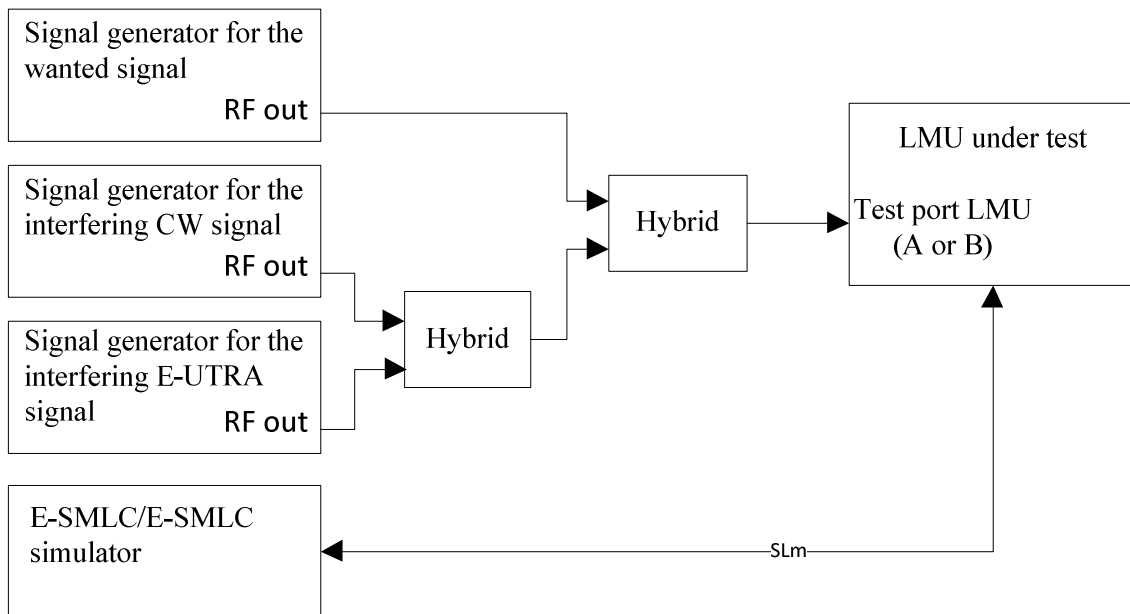 Signal generator for the
wanted signal
RF out
Signal generator for the
interfering CW signal
RF out
Signal generator for the
interfering E-UTRA
signal
RF out
E-SMLC/E-SMLC
simulator
Hybrid
Hybrid
LMU under test
Test port LMU
(A or B)
SLm